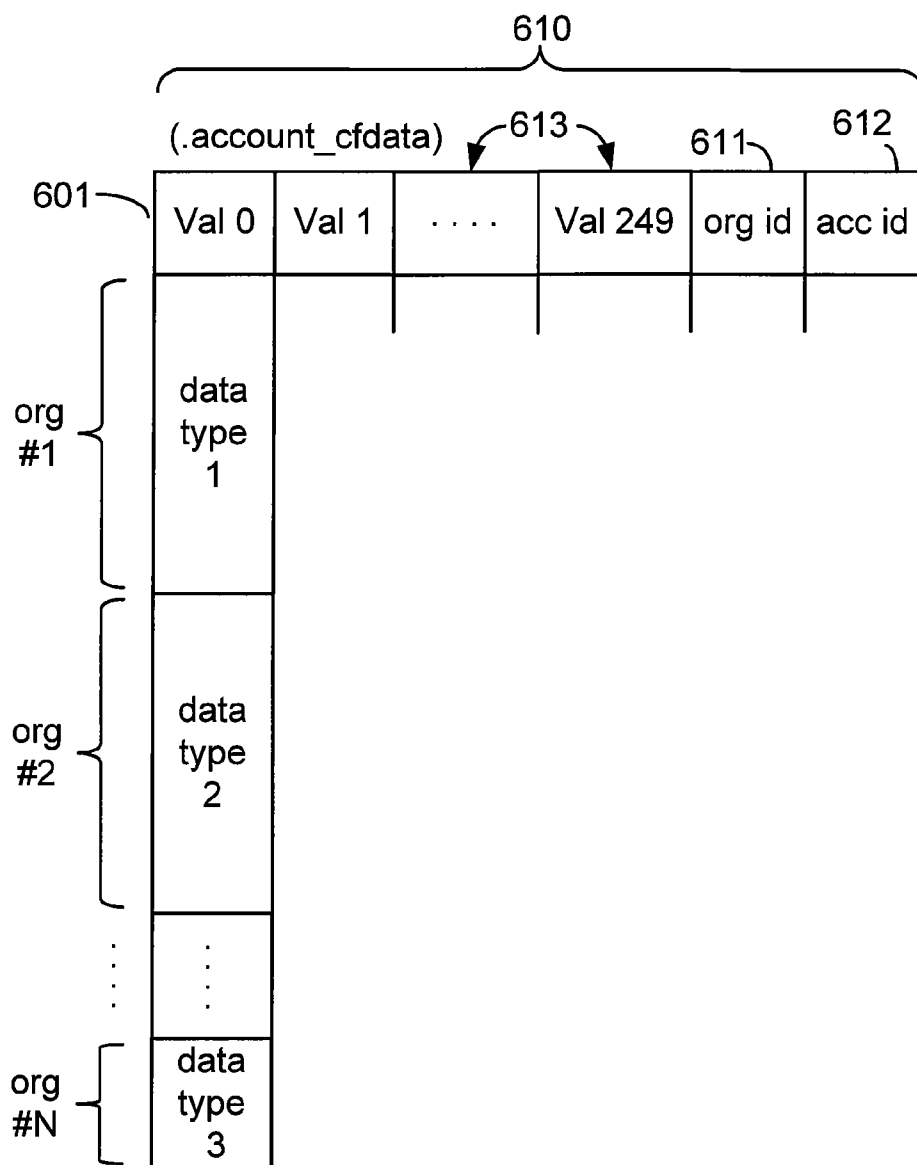 610
(.account_cfdata)
613
611
612
601
Val 0 Val 1 . . . . Val 249 org id acc id
org
#1
data
type
1
org
#2
data
type
2
. . . . . . . .
org
#N
data
type
3